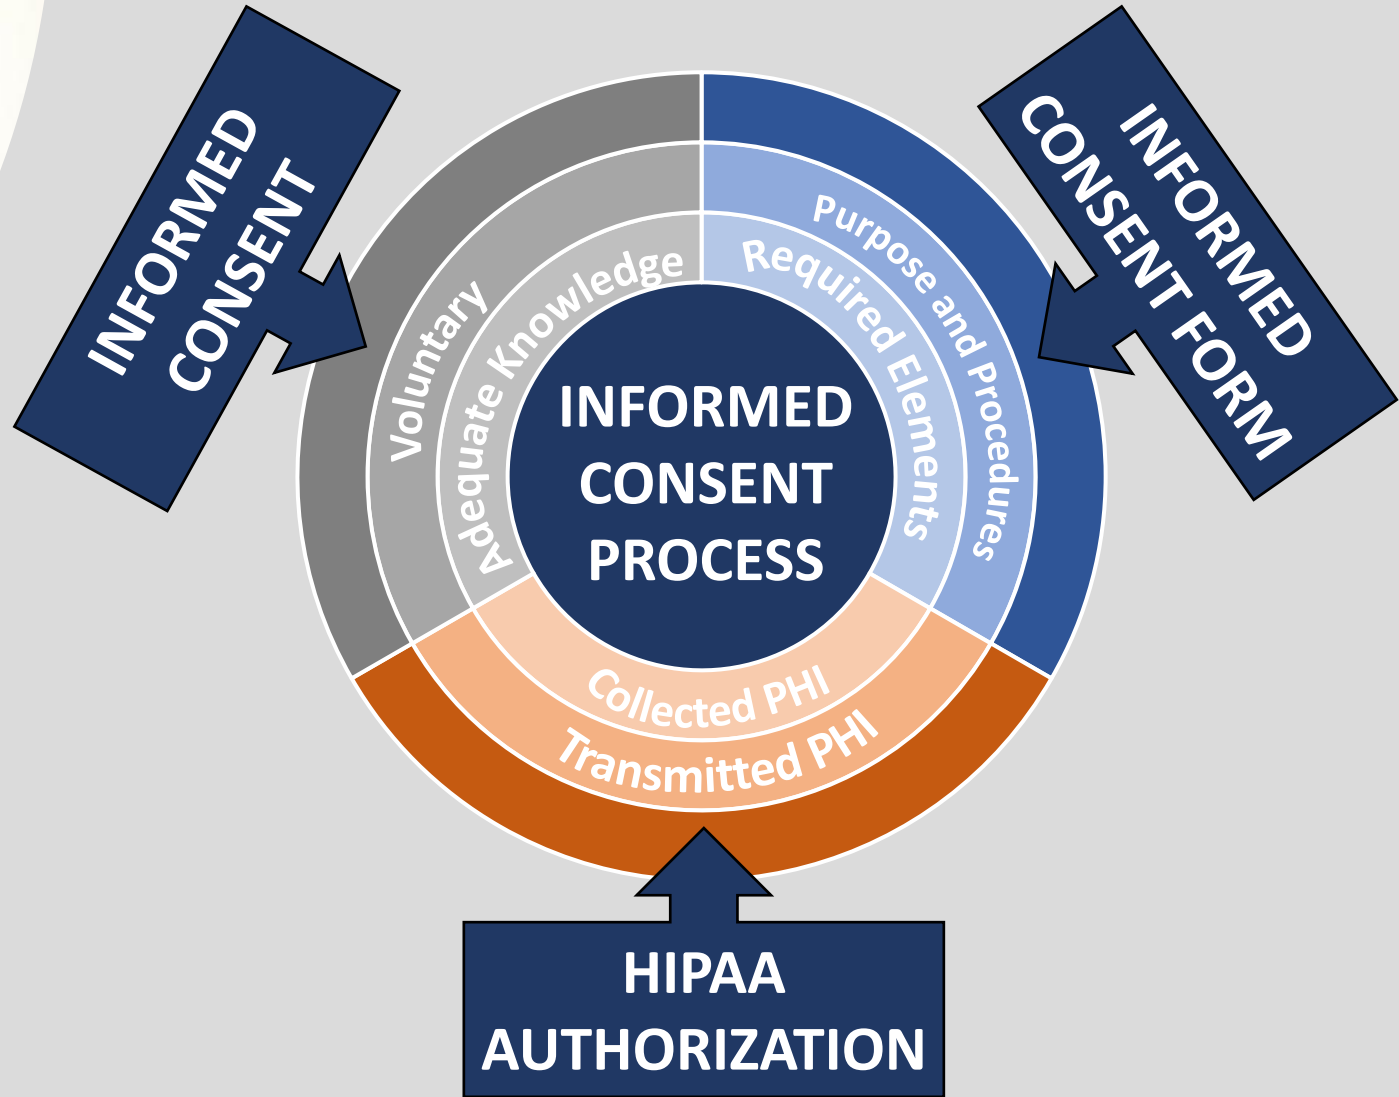 INFORMED
CONSENT
INFORMED
CONSENT FORM
Voluntary
Adequate Knowledge
Purpose and Procedures
Required Elements
INFORMED
CONSENT
PROCESS
Collected PHI
Transmitted PHI
HIPAA
AUTHORIZATION